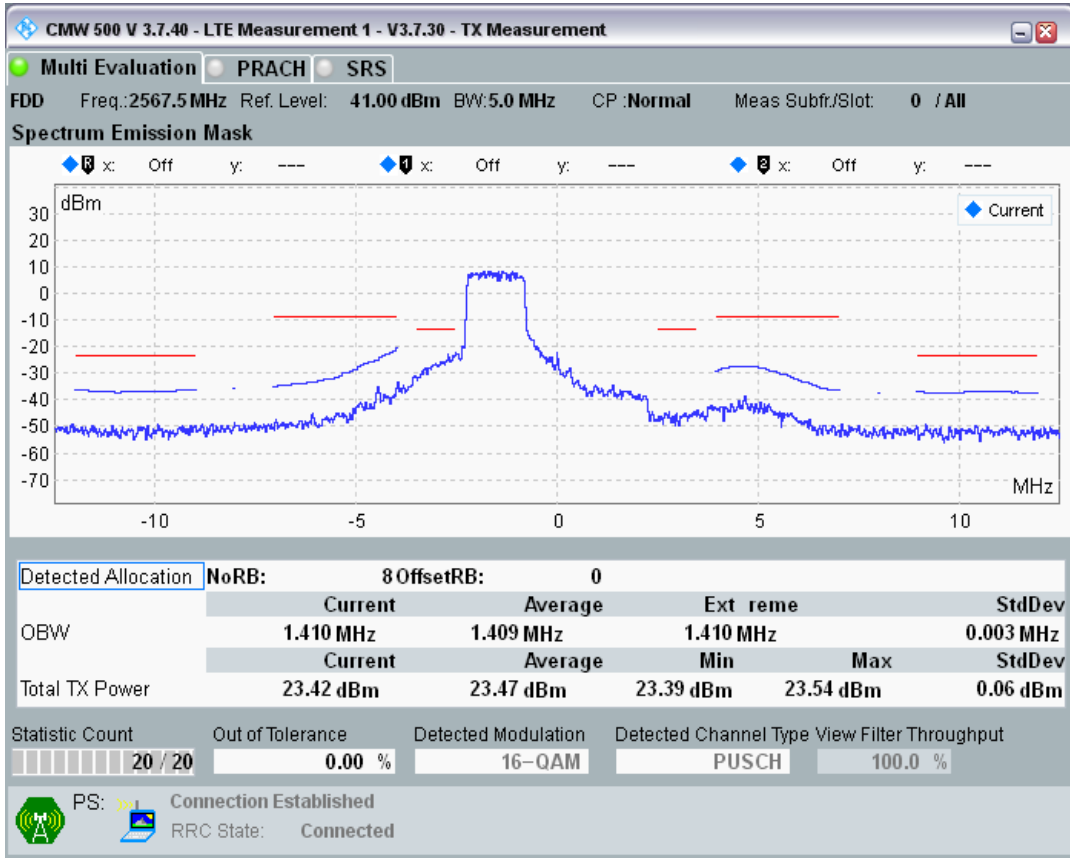 CMW 500 V 3.7.40 - LTE Measurement 1 - V3.7.30 - TX Measurement
Multi Evaluation PRACH SRS
FDD Freq.:2567.5 MHz Ref. Level: 41.00 dBm BW:5.0 MHz CP :Normal Meas Subfr./Slot: 0 / All
Spectrum Emission Mask
R x: Off y: --- 1 x: Off y: --- 2 x: Off y: ---
dBm
Current
30
20
10
0
-10
-20
-30
-40
-50
-60
-70
MHz
-10 -5 0 5 10
Detected Allocation NoRB: 8 OffsetRB: 0
Current Average Ext reme StdDev
OBW 1.410 MHz 1.409 MHz 1.410 MHz 0.003 MHz
Current Average Min Max StdDev
Total TX Power 23.42 dBm 23.47 dBm 23.39 dBm 23.54 dBm 0.06 dBm
Statistic Count Out of Tolerance Detected Modulation Detected Channel Type View Filter Throughput
20 / 20 0.00 % 16-QAM PUSCH 100.0 %
PS: Connection Established
RRC State: Connected